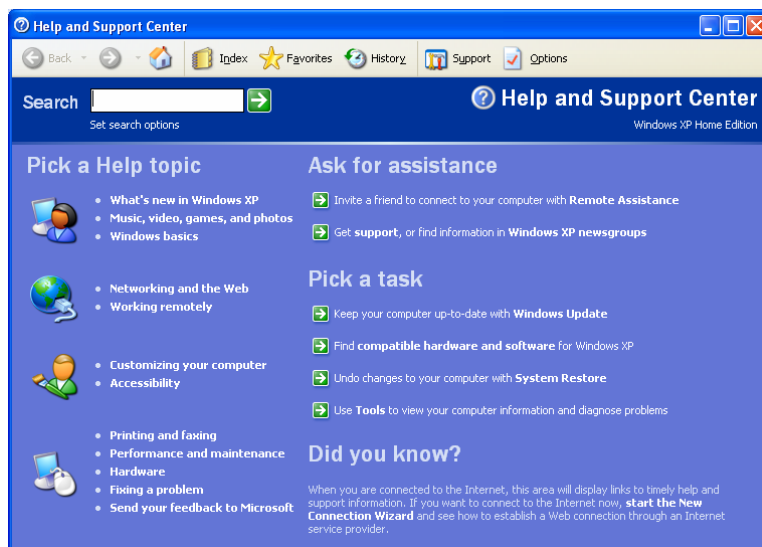 Help and Support Center
Back
Index
Favorites
History
Support
Options
Search
Set search options
Help and Support Center
Windows XP Home Edition
Pick a Help topic
What's new in Windows XP
Music, video, games, and photos
Windows basics
Networking and the Web
Working remotely
Customizing your computer
Accessibility
Printing and faxing
Performance and maintenance
Hardware
Fixing a problem
Send your feedback to Microsoft
Ask for assistance
Invite a friend to connect to your computer with Remote Assistance
Get support, or find information in Windows XP newsgroups
Pick a task
Keep your computer up-to-date with Windows Update
Find compatible hardware and software for Windows XP
Undo changes to your computer with System Restore
Use Tools to view your computer information and diagnose problems
Did you know?
When you are connected to the Internet, this area will display links to timely help and
support information. If you want to connect to the Internet now, start the New
Connection Wizard and see how to establish a Web connection through an Internet
service provider.